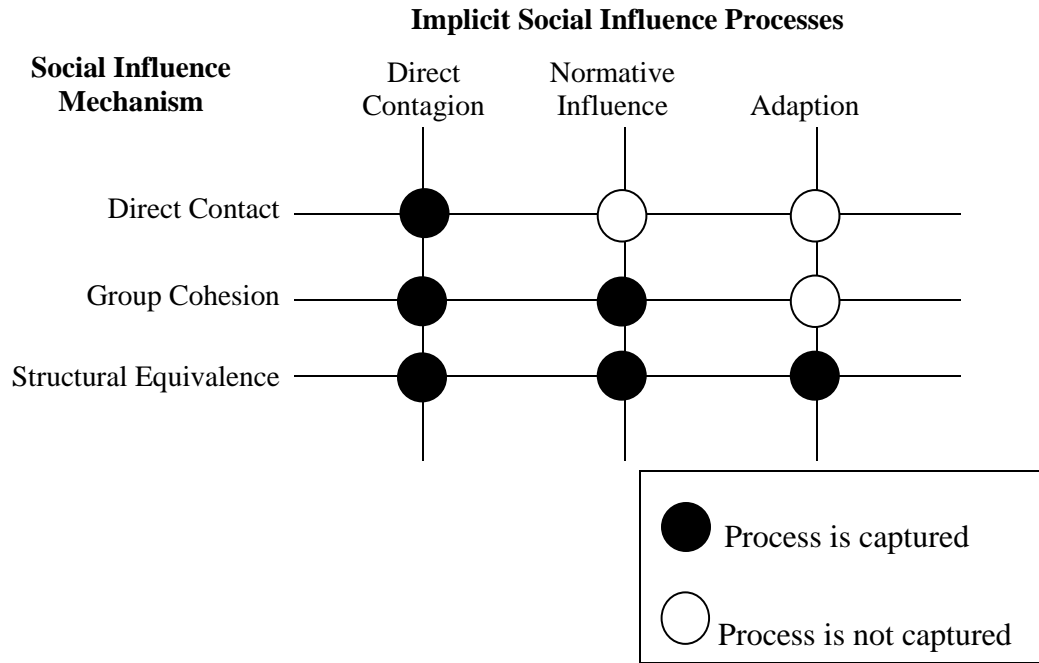 Implicit Social Influence Processes
Social Influence
Mechanism
Direct
Contagion
Normative
Influence
Adaption
Direct Contact
Group Cohesion
Structural Equivalence
Process is captured
Process is not captured